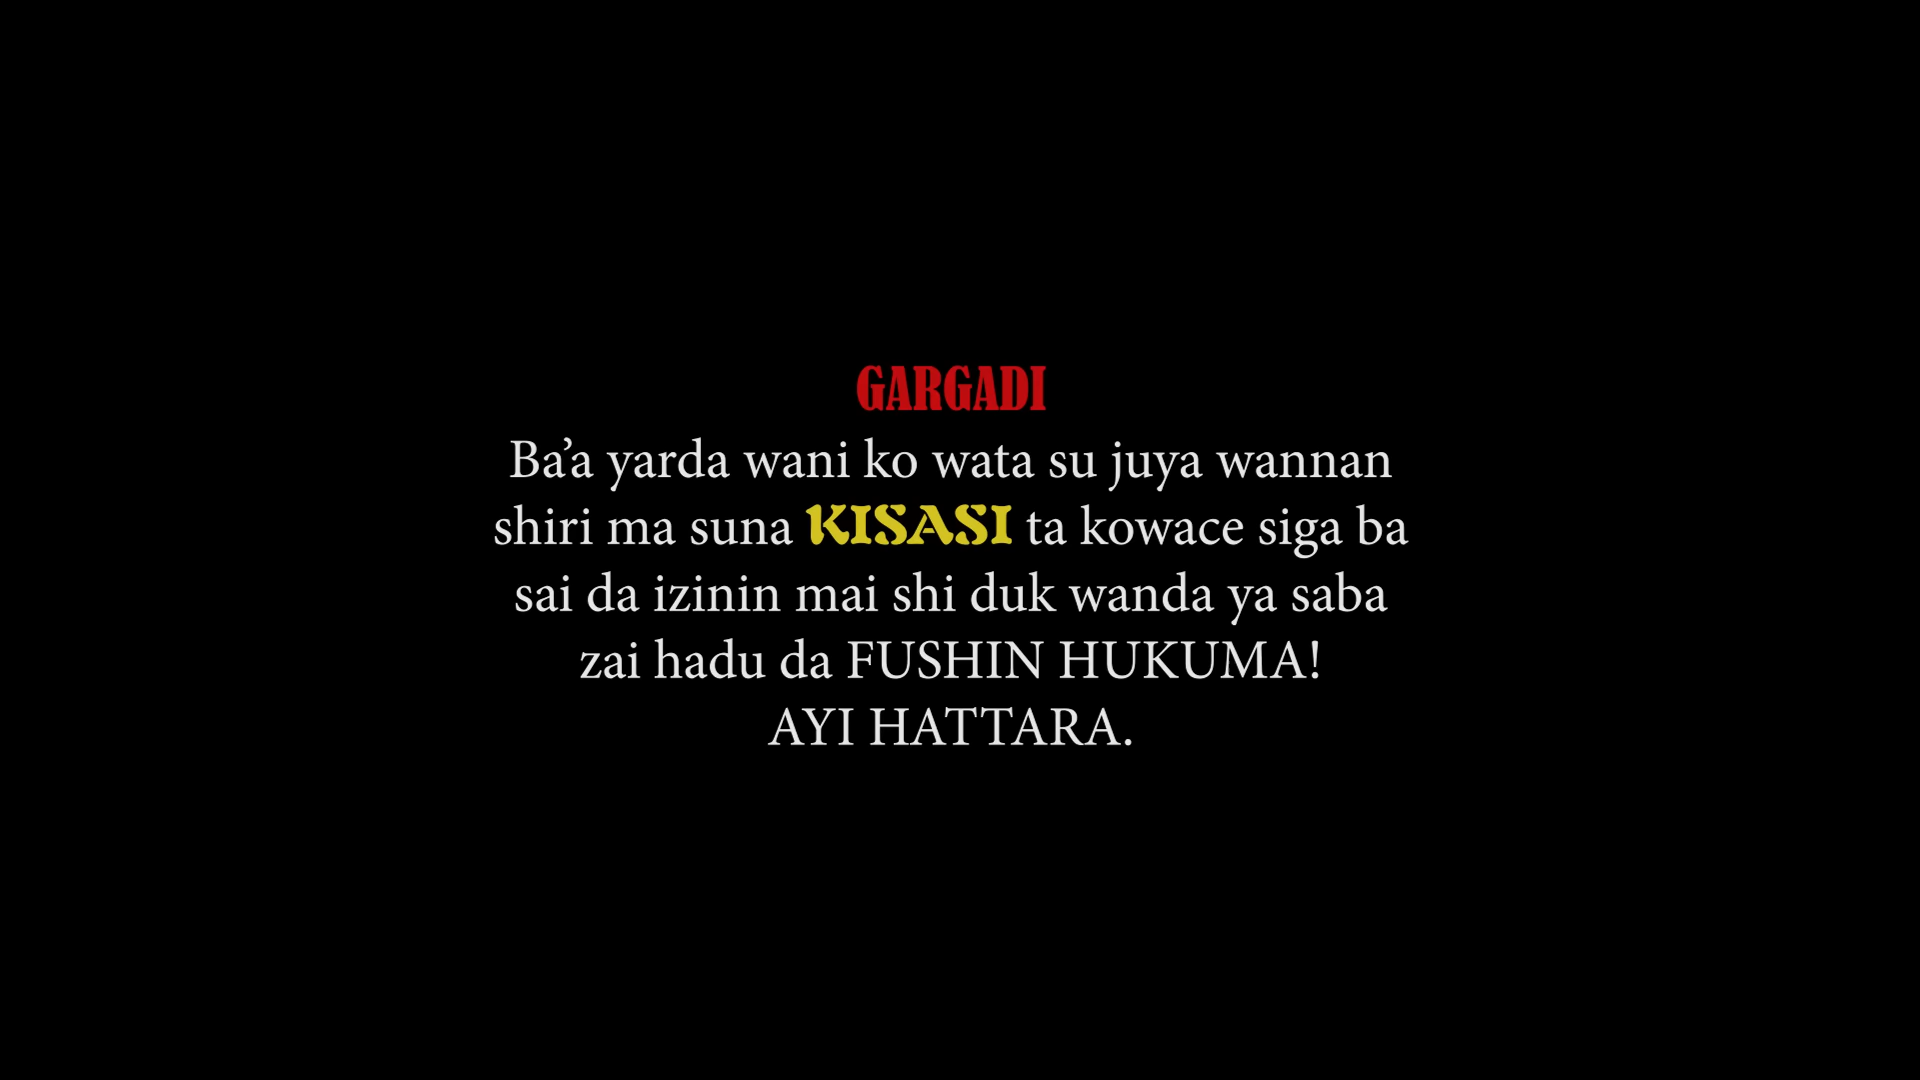 GARGADI
Ba’a yarda wani ko wata su juya wannan
shiri ma suna KISASI ta kowace siga ba
sai da izinin mai shi duk wanda ya saba
zai hadu da FUSHIN HUKUMA!
AYI HATTARA.